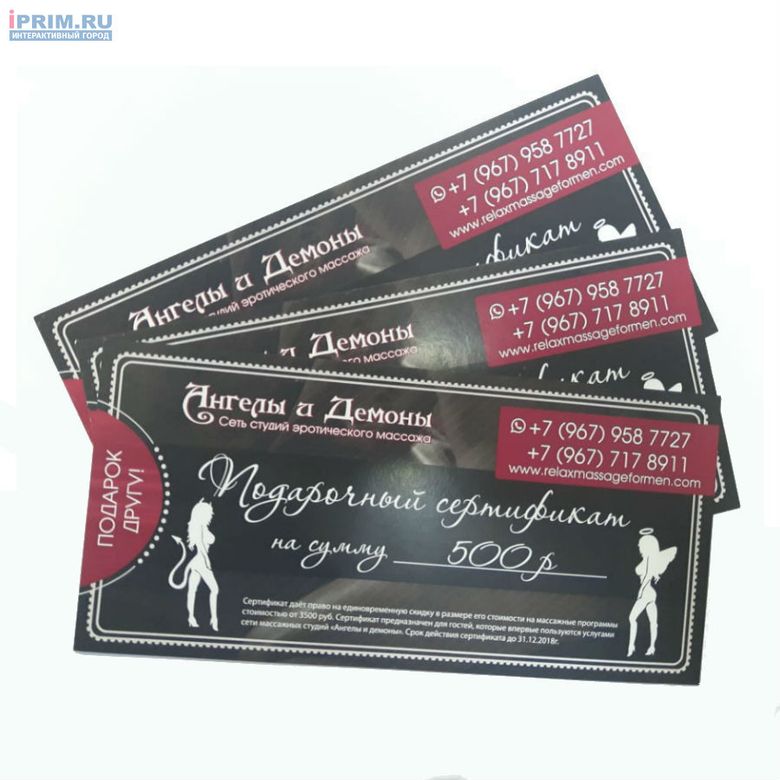 iPRIM.RU
ИНТЕРАКТИВНЫЙ ГОРОД
+7 (967) 958 7727
+7 (967) 717 8911
www.relaxmassageformen.com
Ангелы и Демоны
студий эротического массажа
+7 (967) 958 7727
+7 (967) 717 8911
www.relaxmassageformen.com
и Демоны
эротического массажа
Ангелы и Демоны
Сеть студий эротического массажа
+7 (967) 958 7727
+7 (967) 717 8911
www.relaxmassageformen.com
ПОДАРОК
ДРУГУ!
Подарочный сертификат
на сумму 500р
Сертификат даёт право на единовременную скидку в размере его стоимости на массажные программы
стоимостью от 3500 руб. Сертификат предназначен для гостей, которые впервые пользуются услугами
сети массажных студий «Ангелы и демоны». Срок действия сертификата до 31.12.2018г.